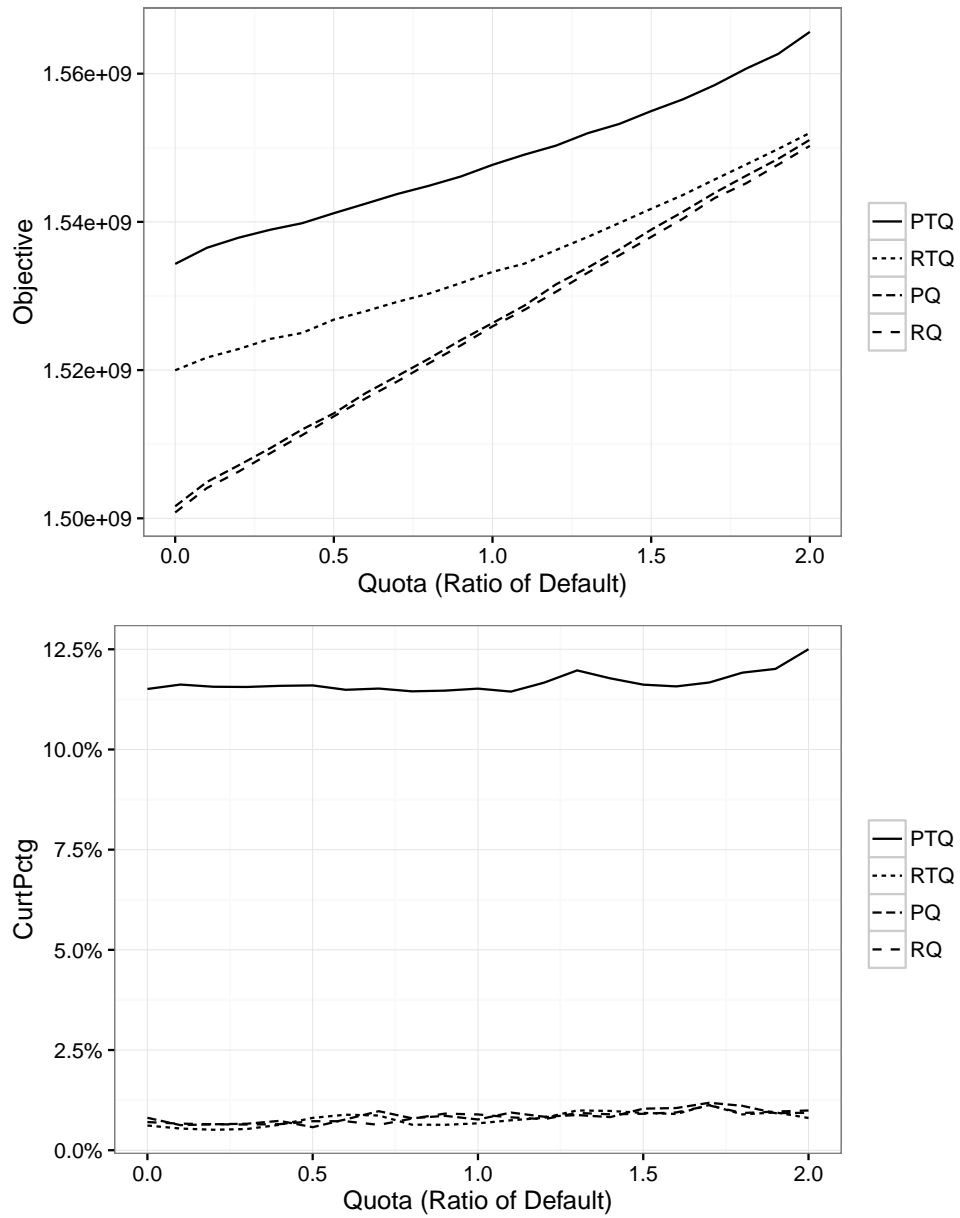 1.56e+09
1.54e+09
1.52e+09
1.50e+09
Objective
0.0 0.5 1.0 1.5 2.0
Quota (Ratio of Default)
PTQ
RTQ
PQ
RQ
12.5%
10.0%
7.5%
5.0%
2.5%
0.0%
CurtPctg
0.0 0.5 1.0 1.5 2.0
Quota (Ratio of Default)
PTQ
RTQ
PQ
RQ